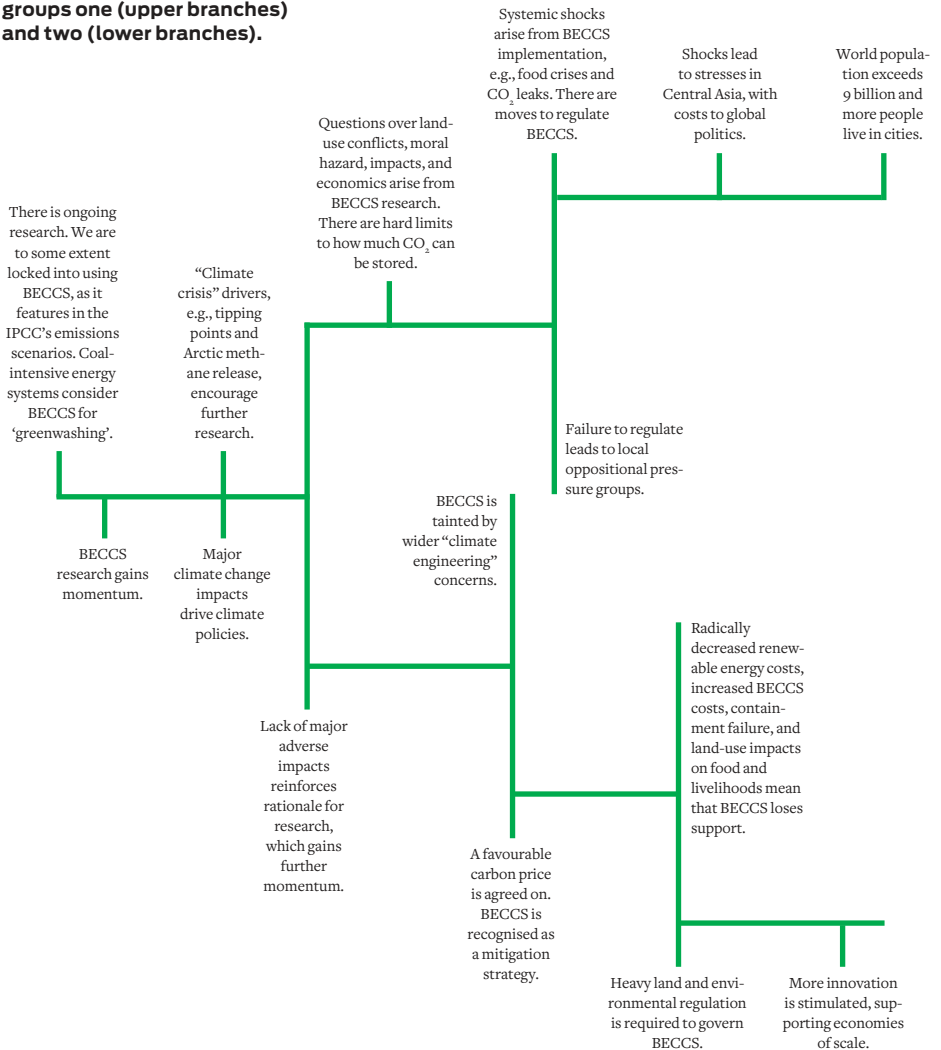 groups one (upper branches)
and two (lower branches).
Systemic shocks
arise from BECCS
implementation,
e.g., food crises and
CO₂ leaks. There are
moves to regulate
BECCS.
Shocks lead
to stresses in
Central Asia, with
costs to global
politics.
World popula-
tion exceeds
9 billion and
more people
live in cities.
Questions over land-
use conflicts, moral
hazard, impacts, and
economics arise from
BECCS research.
There are hard limits
to how much CO₂ can
be stored.
There is ongoing
research. We are
to some extent
locked into using
BECCS, as it
features in the
IPCC’s emissions
scenarios. Coal-
intensive energy
systems consider
BECCS for
‘greenwashing’.
“Climate
crisis” drivers,
e.g., tipping
points and
Arctic meth-
ane release,
encourage
further
research.
Failure to regulate
leads to local
oppositional pres-
sure groups.
BECCS is
tainted by
wider “climate
engineering”
concerns.
BECCS
research gains
momentum.
Major
climate change
impacts
drive climate
policies.
Radically
decreased renew-
able energy costs,
increased BECCS
costs, contain-
ment failure, and
land-use impacts
on food and
livelihoods mean
that BECCS loses
support.
Lack of major
adverse
impacts
reinforces
rationale for
research,
which gains
further
momentum.
A favourable
carbon price
is agreed on.
BECCS is
recognised as
a mitigation
strategy.
Heavy land and envi-
ronmental regulation
is required to govern
BECCS.
More innovation
is stimulated, sup-
porting economies
of scale.